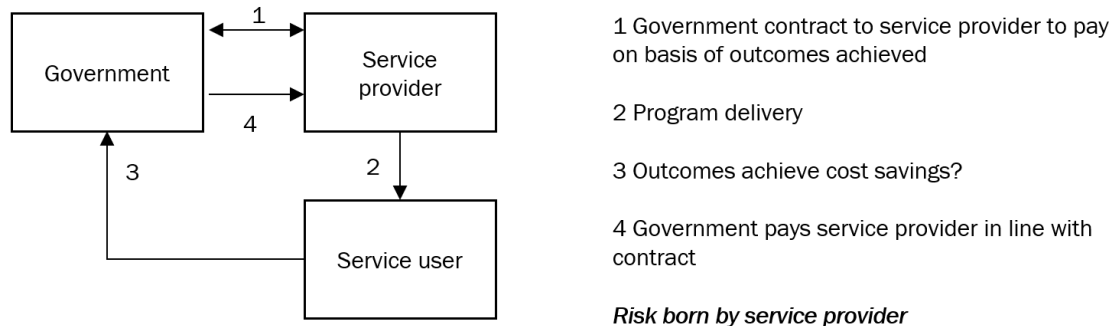 1
Government
Service
provider
4
3
2
Service user
1 Government contract to service provider to pay
on basis of outcomes achieved
2 Program delivery
3 Outcomes achieve cost savings?
4 Government pays service provider in line with
contract
Risk born by service provider